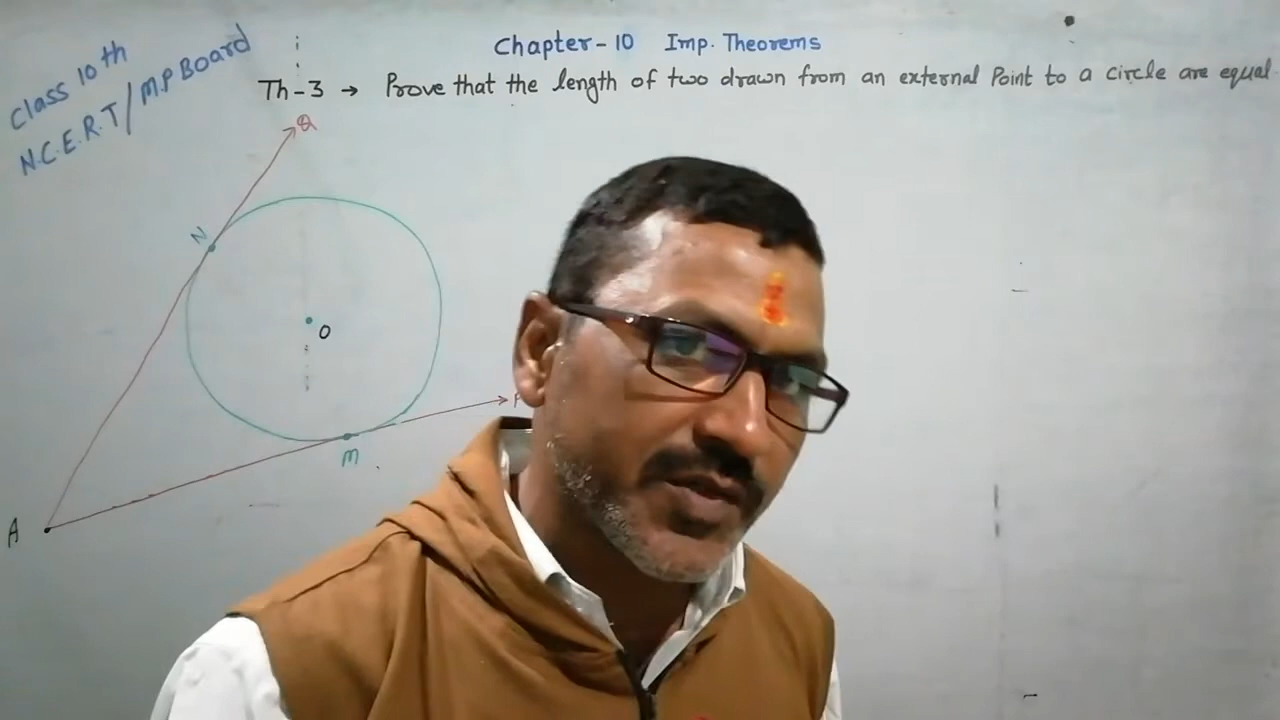 Class 10th
N.C.E.R.T/M.P Board
Chapter-10 Imp. Theorems
Th-3 → Prove that the length of two drawn from an external Point to a circle are equal.
Q
N
O
M
A